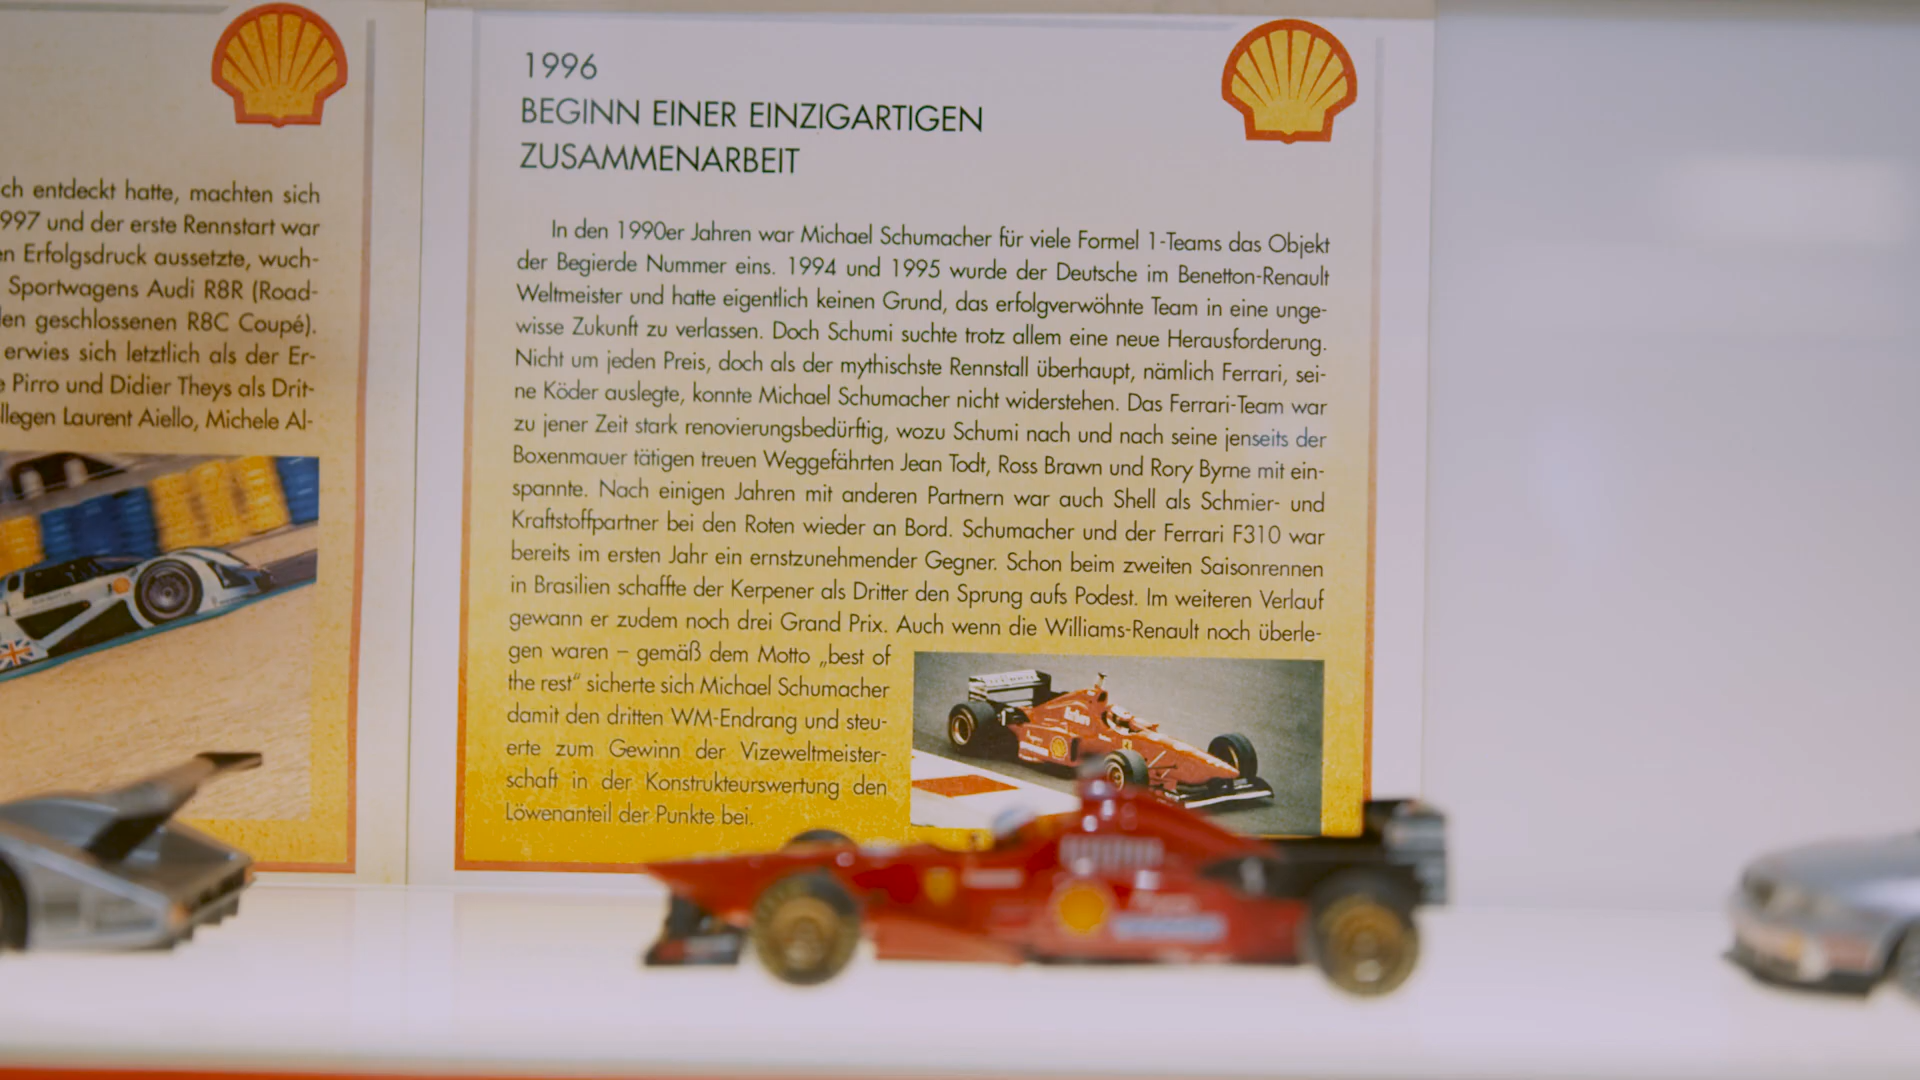 ch entdeckt hatte, machten sich
997 und der erste Rennstart war
en Erfolgsdruck aussetzte, wuch-
Sportwagens Audi R8R (Road-
den geschlossenen R8C Coupé).
erwies sich letztlich als der Er-
e Pirro und Didier Theys als Drit-
llegen Laurent Aiello, Michele Al-
1996
BEGINN EINER EINZIGARTIGEN
ZUSAMMENARBEIT
In den 1990er Jahren war Michael Schumacher für viele Formel 1-Teams das Objekt
der Begierde Nummer eins. 1994 und 1995 wurde der Deutsche im Benetton-Renault
Weltmeister und hatte eigentlich keinen Grund, das erfolgverwöhnte Team in eine unge-
wisse Zukunft zu verlassen. Doch Schumi suchte trotz allem eine neue Herausforderung.
Nicht um jeden Preis, doch als der mythischste Rennstall überhaupt, nämlich Ferrari, sei-
ne Köder auslegte, konnte Michael Schumacher nicht widerstehen. Das Ferrari-Team war
zu jener Zeit stark renovierungsbedürftig, wozu Schumi nach und nach seine jenseits der
Boxenmauer tätigen treuen Weggefährten Jean Todt, Ross Brawn und Rory Byrne mit ein-
spannte. Nach einigen Jahren mit anderen Partnern war auch Shell als Schmier- und
Kraftstoffpartner bei den Roten wieder an Bord. Schumacher und der Ferrari F310 war
bereits im ersten Jahr ein ernstzunehmender Gegner. Schon beim zweiten Saisonrennen
in Brasilien schaffte der Kerpener als Dritter den Sprung aufs Podest. Im weiteren Verlauf
gewann er zudem noch drei Grand Prix. Auch wenn die Williams-Renault noch überle-
gen waren – gemäß dem Motto „best of
the rest“ sicherte sich Michael Schumacher
damit den dritten WM-Endrang und steu-
erte zum Gewinn der Vizeweltmeister-
schaft in der Konstrukteurswertung den
Löwenanteil der Punkte bei.